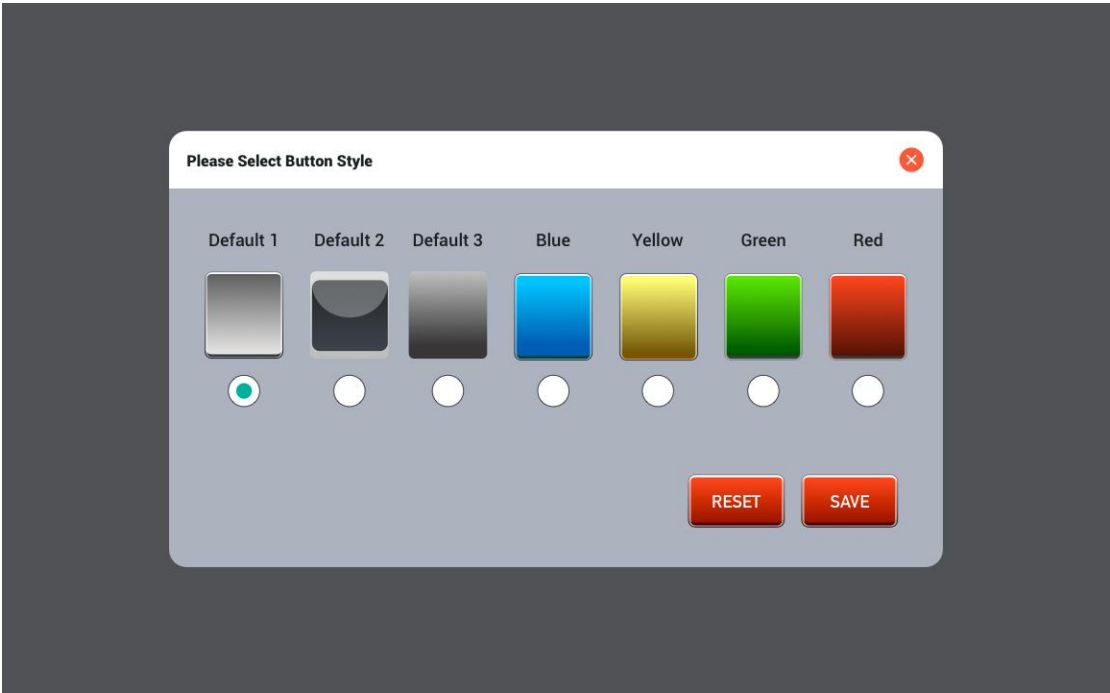 Please Select Button Style
Default 1 Default 2 Default 3 Blue Yellow Green Red
RESET SAVE